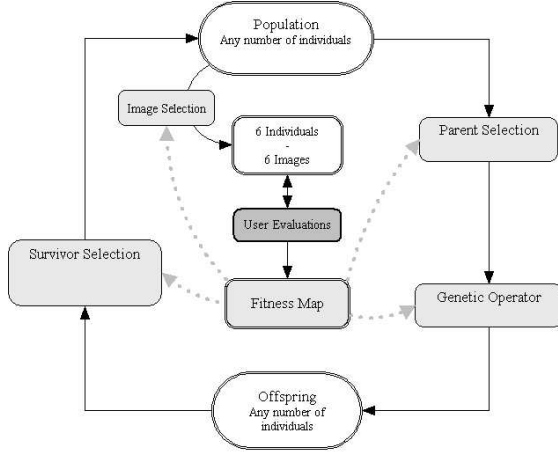 Population
Any number of individuals
Image Selection
6 Individuals
-
6 Images
Parent Selection
User Evaluations
Survivor Selection
Fitness Map
Genetic Operator
Offspring
Any number of
individuals